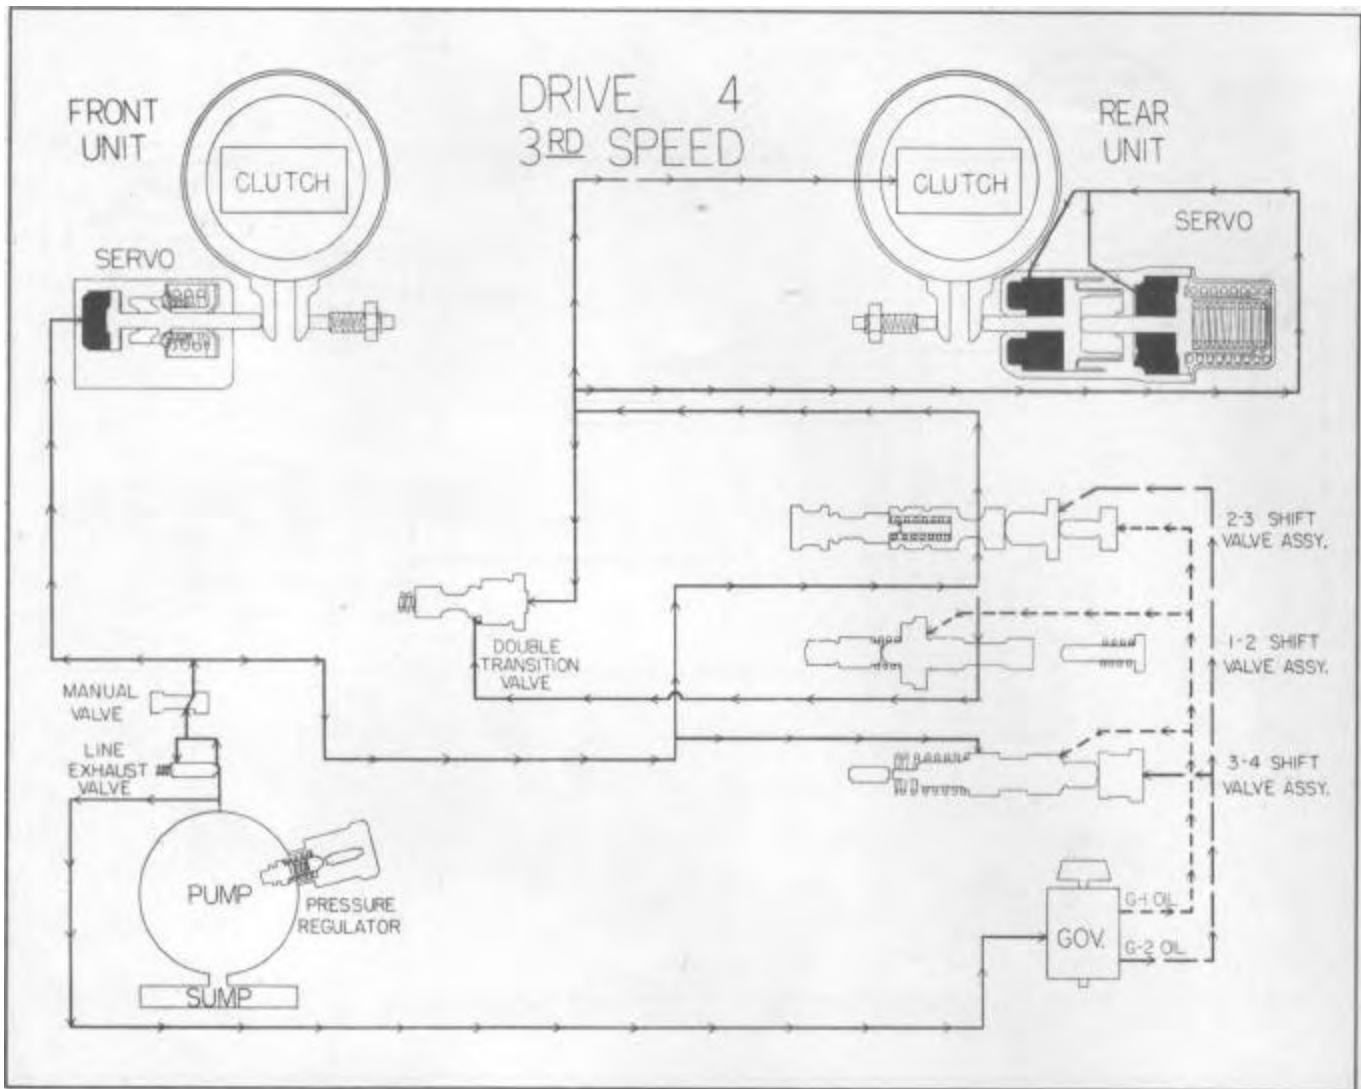 DRIVE 4
3RD SPEED
FRONT
UNIT
CLUTCH
SERVO
REAR
UNIT
CLUTCH
SERVO
2-3 SHIFT
VALVE ASSY.
DOUBLE
TRANSITION
VALVE
1-2 SHIFT
VALVE ASSY.
MANUAL
VALVE
LINE
EXHAUST
VALVE
3-4 SHIFT
VALVE ASSY.
PUMP
PRESSURE
REGULATOR
SUMP
GOV.
G-1 OIL
G-2 OIL